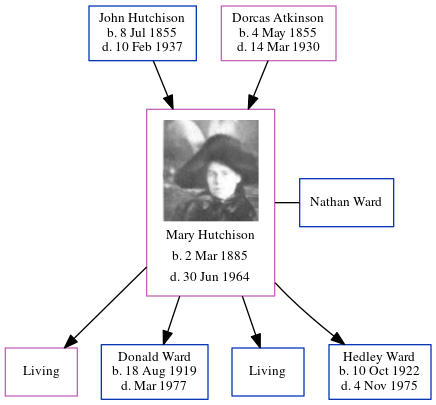 John Hutchison
b. 8 Jul 1855
d. 10 Feb 1937
Dorcas Atkinson
b. 4 May 1855
d. 14 Mar 1930
Mary Hutchison
b. 2 Mar 1885
d. 30 Jun 1964
Nathan Ward
Living
Donald Ward
b. 18 Aug 1919
d. Mar 1977
Living
Hedley Ward
b. 10 Oct 1922
d. 4 Nov 1975